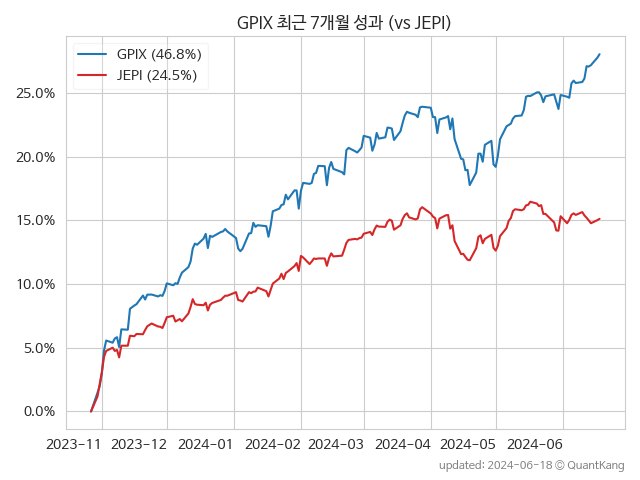 GPIX 최근 7개월 성과 (vs JEPI)
GPIX (46.8%)
JEPI (24.5%)
25.0%
20.0%
15.0%
10.0%
5.0%
0.0%
2023-11 2023-12 2024-01 2024-02 2024-03 2024-04 2024-05 2024-06
updated: 2024-06-18 © QuantKang